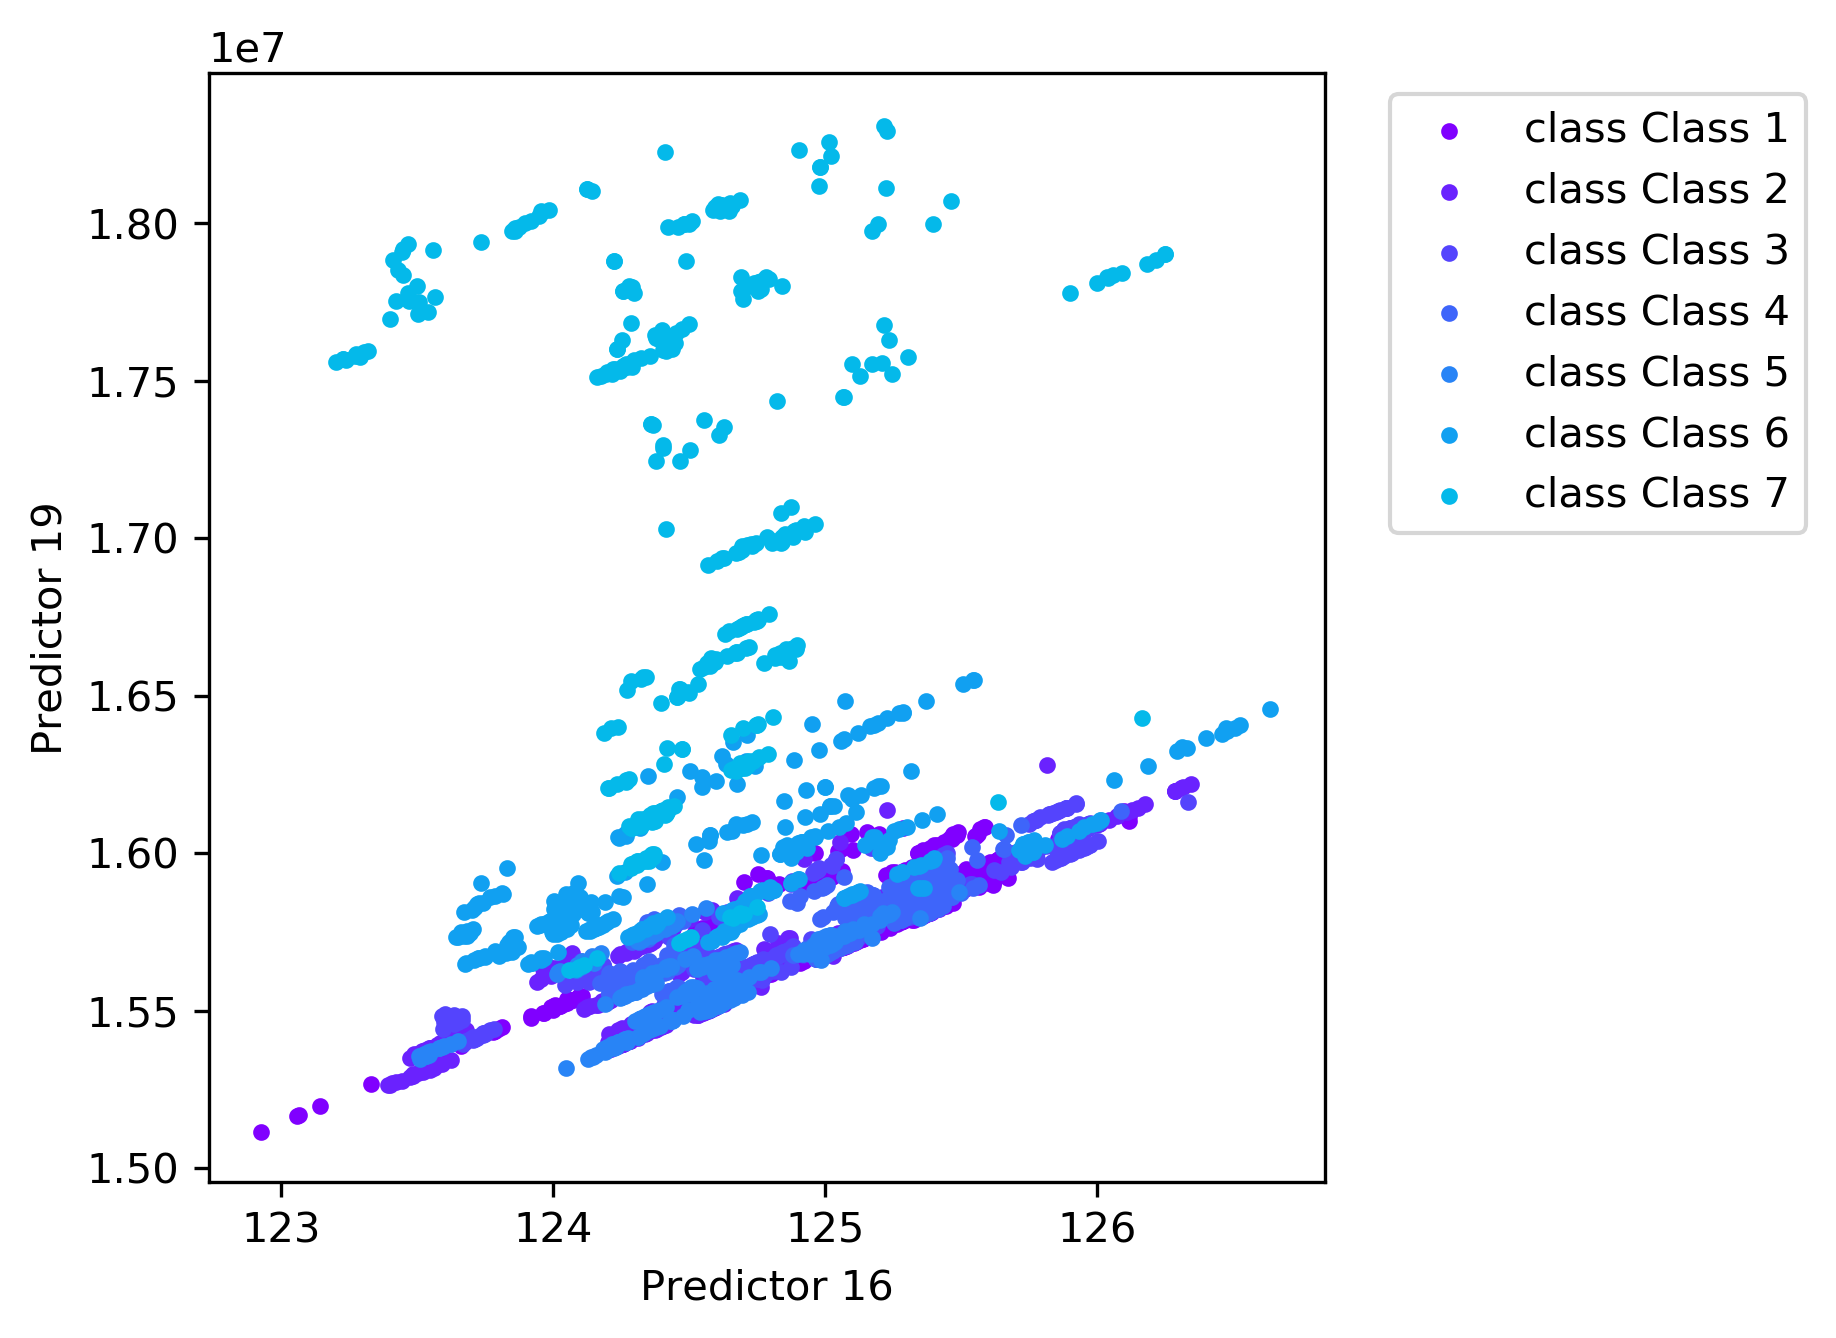 1e7
1.80
1.75
1.70
1.65
1.60
1.55
1.50
Predictor 19
123
124
125
126
Predictor 16
class Class 1
class Class 2
class Class 3
class Class 4
class Class 5
class Class 6
class Class 7